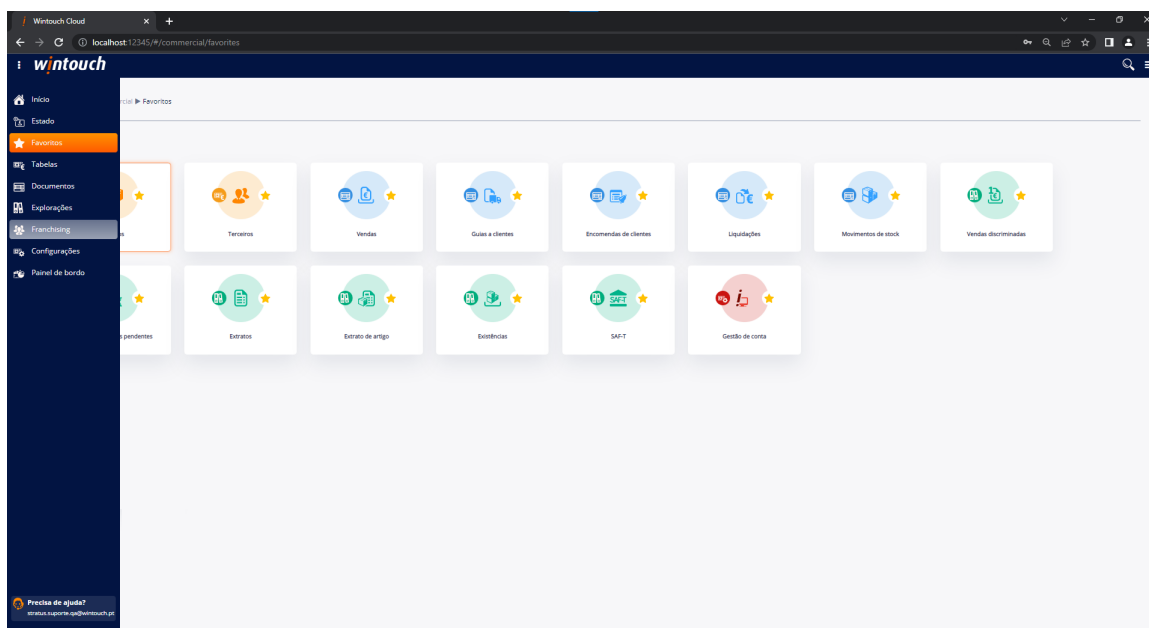 Wintouch Cloud
localhost:12345/#/commercial/favorites
wintouch
Início
Favoritos
Estado
Favoritos
Tabelas
Documentos
Explorações
Franchising
Configurações
Painel de bordo
Terceiros
Vendas
Guias a clientes
Encomendas de clientes
Liquidações
Movimentos de stock
Vendas discriminadas
pendentes
Extratos
Extrato de artigo
Existências
SAF-T
SAF-T
Gestão de conta
Precisa de ajuda?
stratus.suporte.qa@wintouch.pt